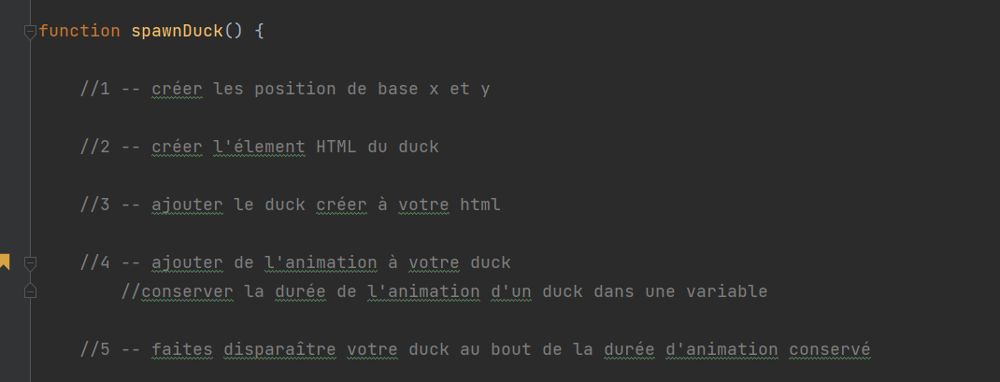 function spawnDuck() {
//1 -- créer les position de base x et y
//2 -- créer l'élement HTML du duck
//3 -- ajouter le duck créer à votre html
//4 -- ajouter de l'animation à votre duck
//conserver la durée de l'animation d'un duck dans une variable
//5 -- faites disparaître votre duck au bout de la durée d'animation conservé